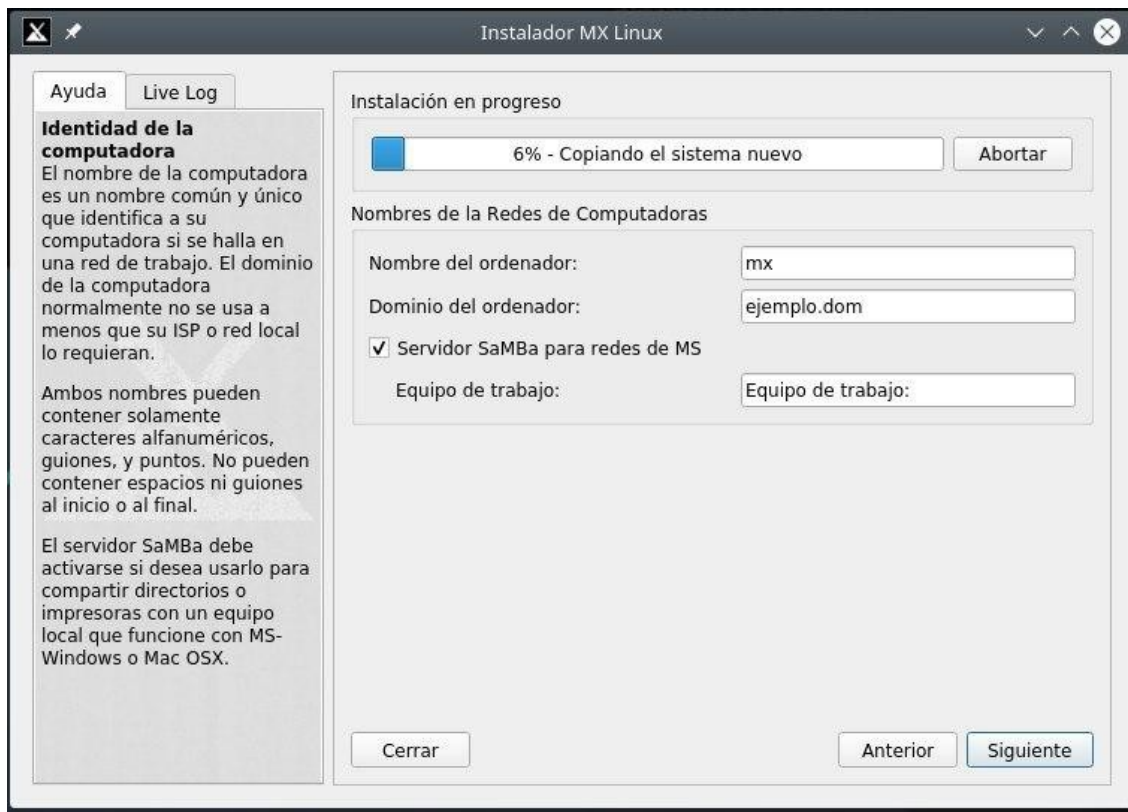 Instalador MX Linux
Ayuda
Live Log
Identidad de la
computadora
El nombre de la computadora
es un nombre común y único
que identifica a su
computadora si se halla en
una red de trabajo. El dominio
de la computadora
normalmente no se usa a
menos que su ISP o red local
lo requieran.
Ambos nombres pueden
contener solamente
caracteres alfanuméricos,
guiones, y puntos. No pueden
contener espacios ni guiones
al inicio o al final.
El servidor SaMBa debe
activarse si desea usarlo para
compartir directorios o
impresoras con un equipo
local que funcione con MS-
Windows o Mac OSX.
Instalación en progreso
6% - Copiando el sistema nuevo
Abortar
Nombres de la Redes de Computadoras
Nombre del ordenador:
mx
Dominio del ordenador:
ejemplo.dom
Servidor SaMBa para redes de MS
Equipo de trabajo:
Equipo de trabajo:
Cerrar
Anterior
Siguiente